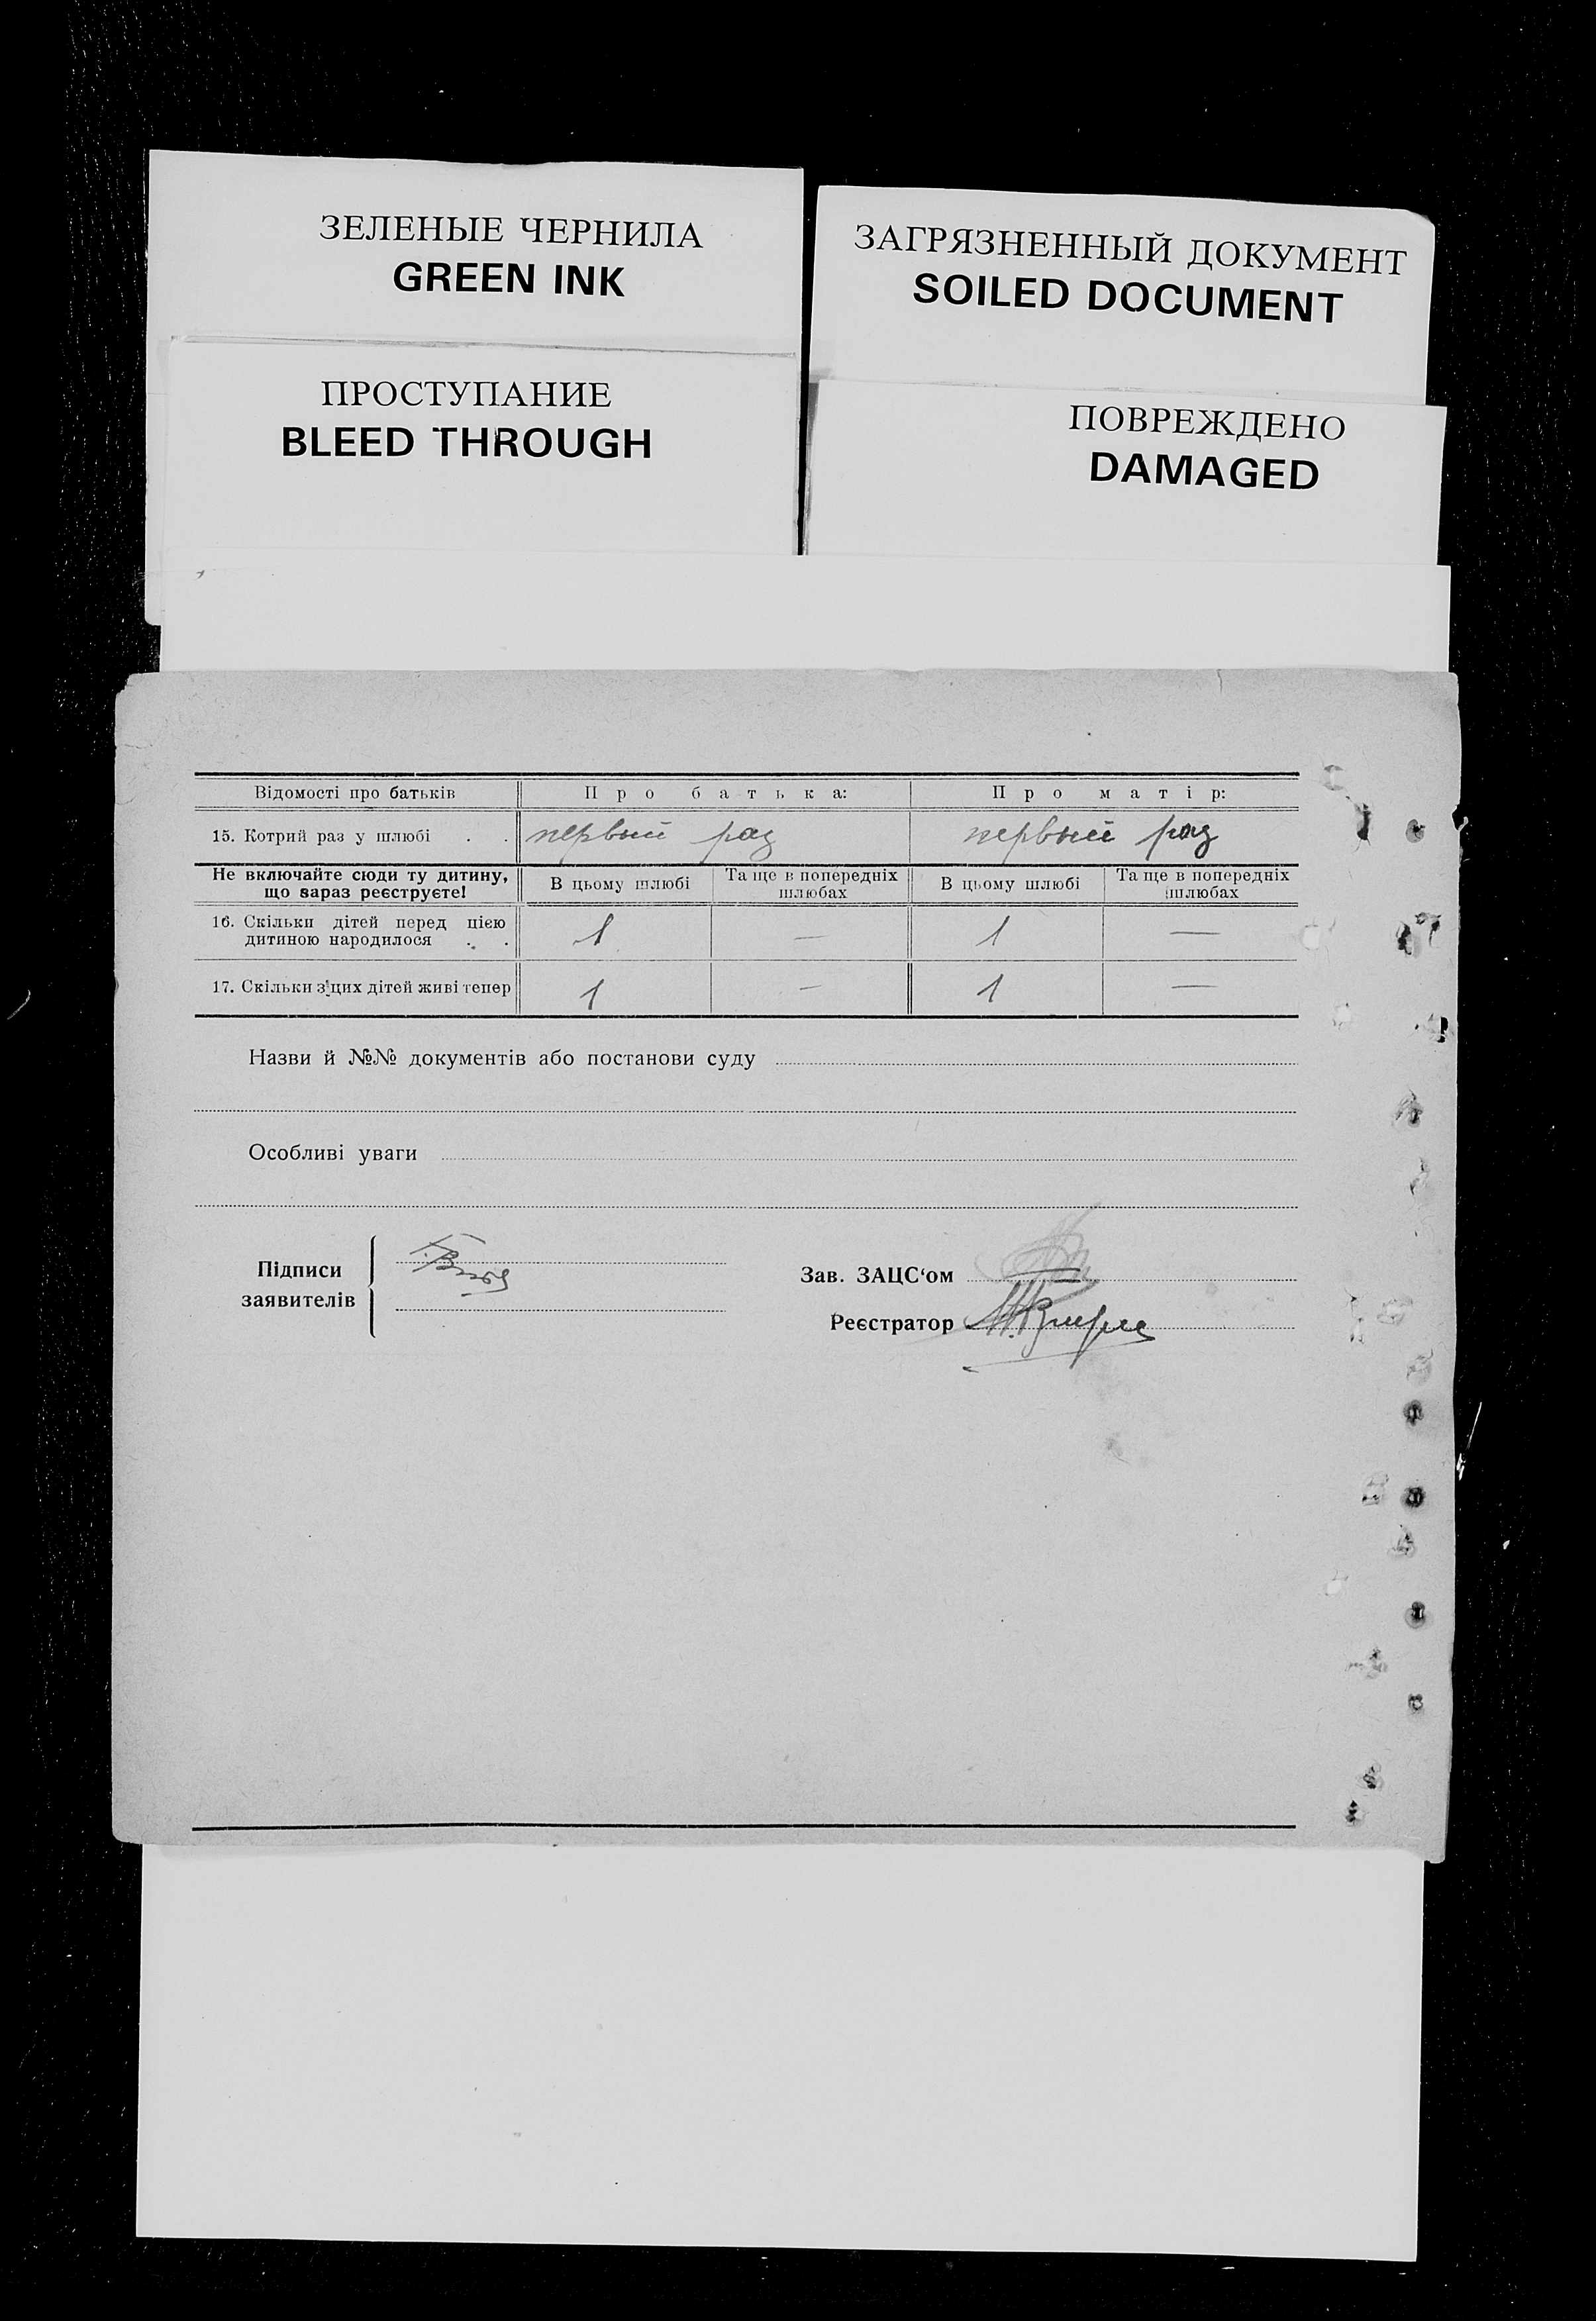 ЗЕЛЕНЫЕ ЧЕРНИЛА
GREEN INK
ЗАГРЯЗНЕННЫЙ ДОКУМЕНТ
SOILED DOCUMENT
ПРОСТУПАНИЕ
BLEED THROUGH
ПОВРЕЖДЕНО
DAMAGED
Відомості про батьків Про батька: Про матір:
15. Котрий раз у шлюбі . . первый раз первый раз
Не включайте сюди ту дитину, що зараз реєструєте! В цьому шлюбі Та ще в попередніх шлюбах В цьому шлюбі Та ще в попередніх шлюбах
16. Скільки дітей перед цією
дитиною народилося . . 1 — 1 —
17. Скільки з цих дітей живі тепер 1 — 1 —
Назви й №№ документів або постанови суду
Особливі уваги
Підписи
заявителів
Зав. ЗАЦС‘ом
Реєстратор